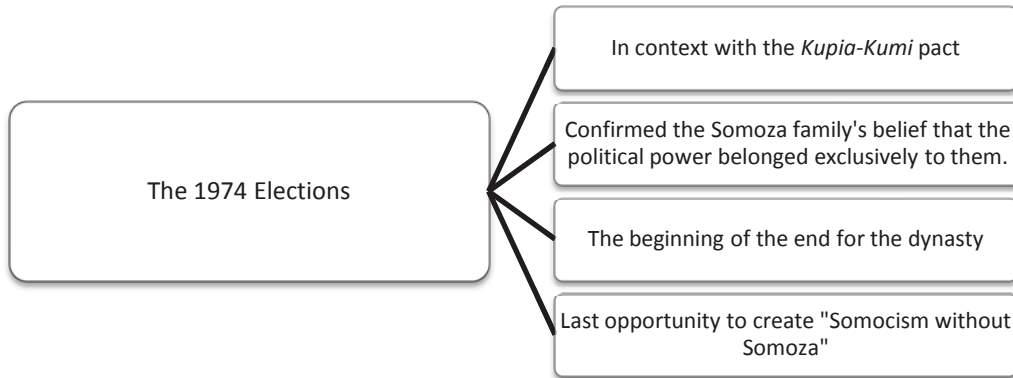 The 1974 Elections
In context with the Kupia-Kumi pact
Confirmed the Somoza family's belief that the
political power belonged exclusively to them.
The beginning of the end for the dynasty
Last opportunity to create "Somocism without
Somoza"